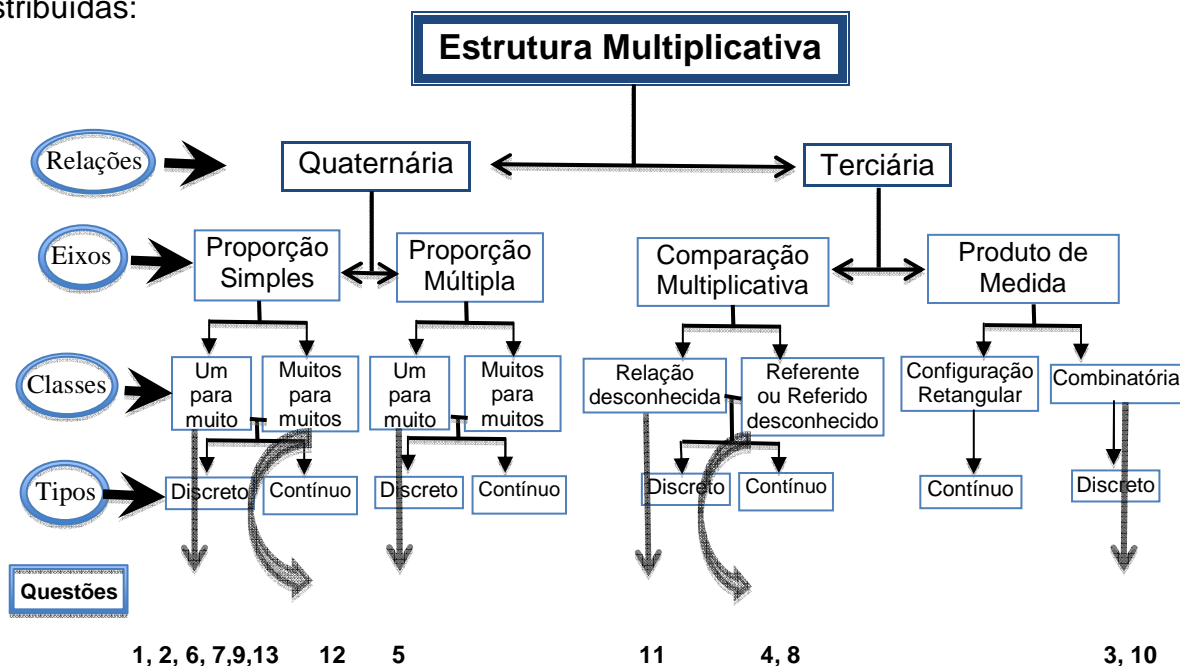 stribuídas:
Estrutura Multiplicativa
Relações
Quaternária
Terciária
Eixos
Proporção
Simples
Proporção
Múltipla
Comparação
Multiplicativa
Produto de
Medida
Classes
Um
para
muito
Muitos
para
muitos
Um
para
muito
Muitos
para
muitos
Relação
desconhecida
Referente
ou Referido
desconhecido
Configuração
Retangular
Combinatória
Tipos
Discreto
Contínuo
Discreto
Contínuo
Discreto
Contínuo
Contínuo
Discreto
Questões
1, 2, 6, 7,9,13 12 5 11 4, 8 3, 10